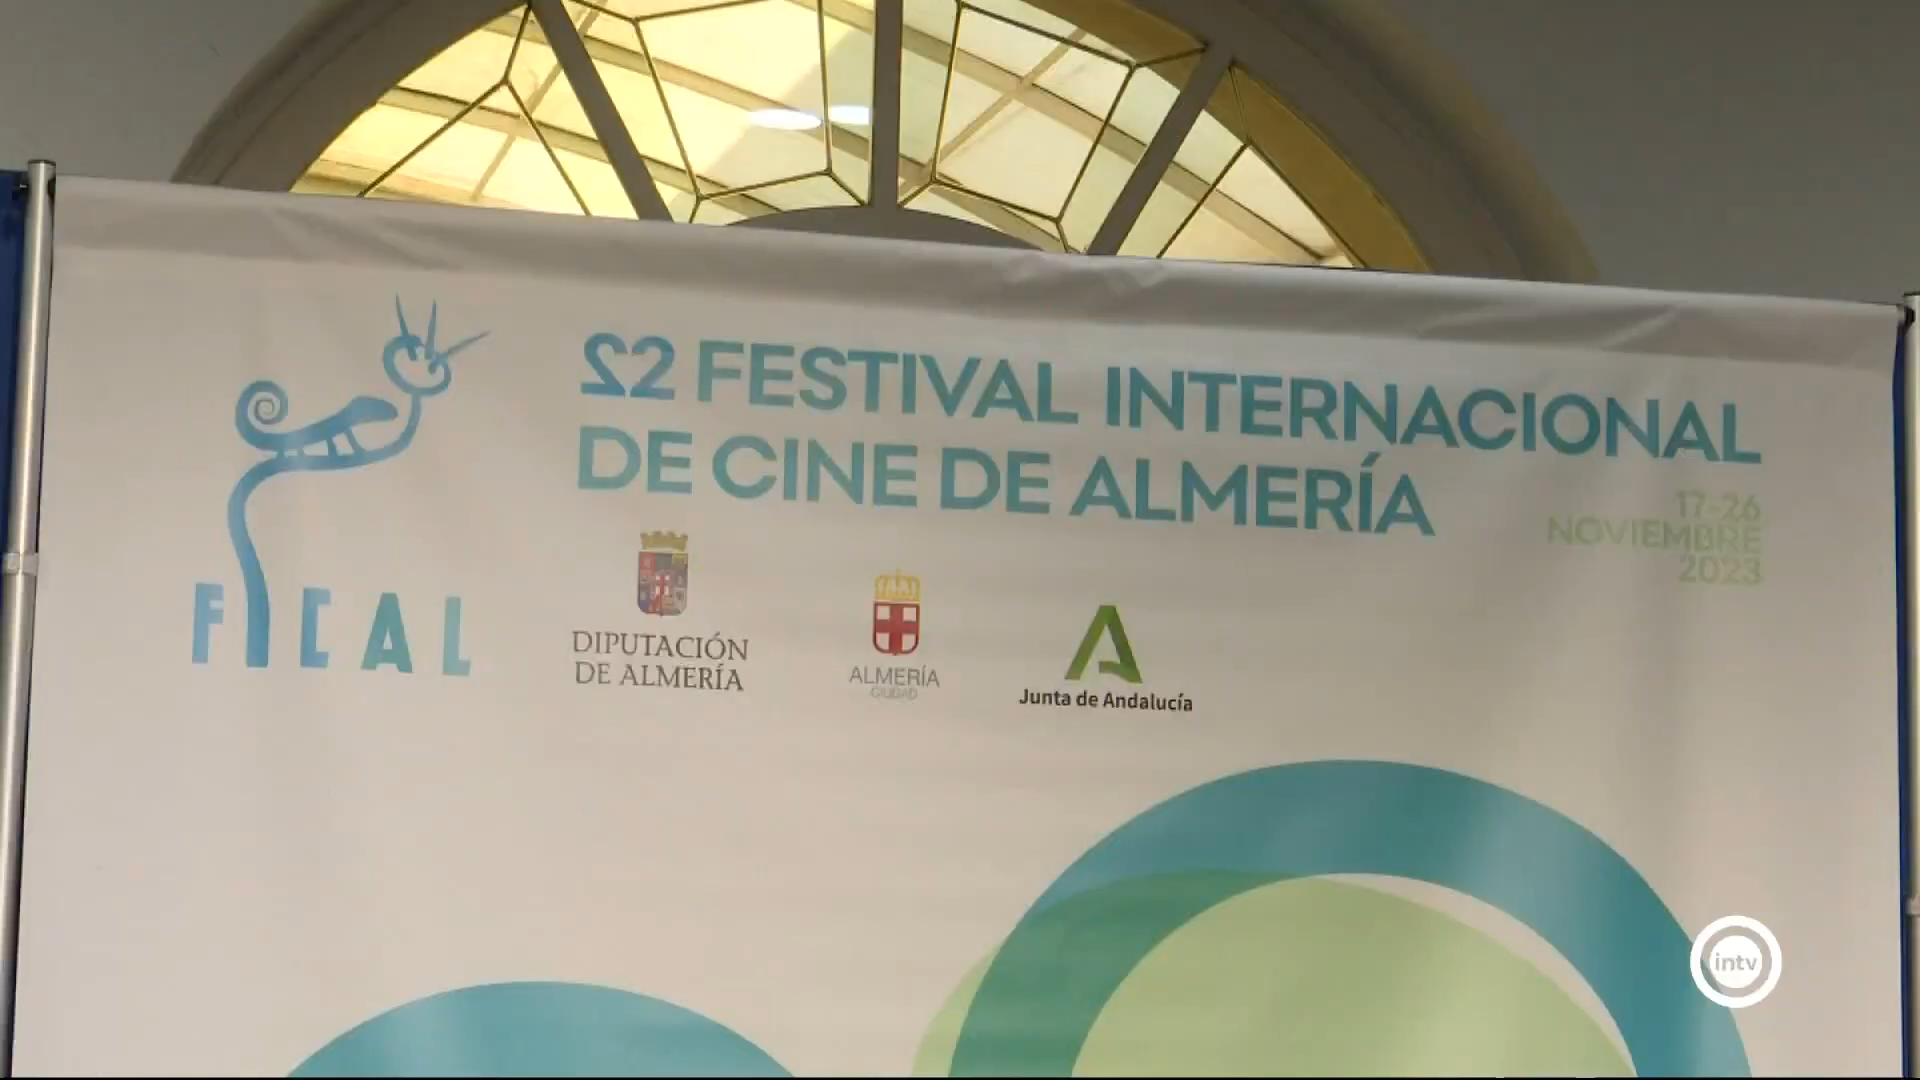 22 FESTIVAL INTERNACIONAL
DE CINE DE ALMERÍA
17-26
NOVIEMBRE
2023
FICAL
DIPUTACIÓN
DE ALMERÍA
ALMERÍA
CIUDAD
Junta de Andalucía
intv